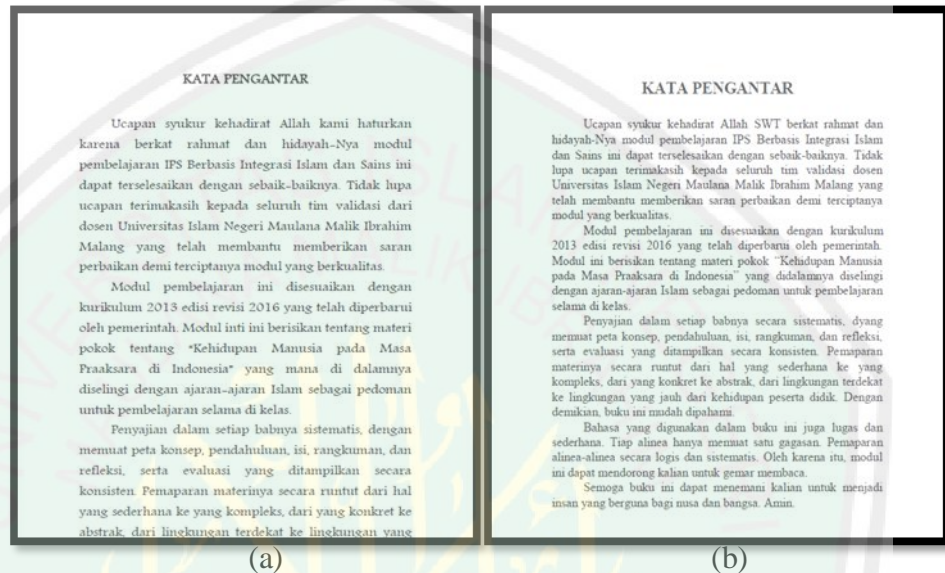 KATA PENGANTAR
Ucapan syukur kehadirat Allah kami haturkan
karena berkat rahmat dan hidayah-Nya modul
pembelajaran IPS Berbasis Integrasi Islam dan Sains ini
dapat terselesaikan dengan sebaik-baiknya. Tidak lupa
ucapan terimakasih kepada seluruh tim validasi dari
dosen Universitas Islam Negeri Maulana Malik Ibrahim
Malang yang telah membantu memberikan saran
perbaikan demi terciptanya modul yang berkualitas.
Modul pembelajaran ini disesuaikan dengan
kurikulum 2013 edisi revisi 2016 yang telah diperbarui
oleh pemerintah. Modul inti ini berisikan tentang materi
pokok tentang "Kehidupan Manusia pada Masa
Praaksara di Indonesia" yang mana di dalamnya
diselingi dengan ajaran-ajaran Islam sebagai pedoman
untuk pembelajaran selama di kelas.
Penyajian dalam setiap babnya sistematis, dengan
memuat peta konsep, pendahuluan, isi, rangkuman, dan
refleksi, serta evaluasi yang ditampilkan secara
konsisten. Pemaparan materinya secara runtut dari hal
yang sederhana ke yang kompleks, dari yang konkret ke
abstrak, dari lingkungan terdekat ke lingkungan yang
(a)
KATA PENGANTAR
Ucapan syukur kehadirat Allah SWT berkat rahmat dan
hidayah-Nya modul pembelajaran IPS Berbasis Integrasi Islam
dan Sains ini dapat terselesaikan dengan sebaik-baiknya. Tidak
lupa ucapan terimakasih kepada seluruh tim validasi dosen
Universitas Islam Negeri Maulana Malik Ibrahim Malang yang
telah membantu memberikan saran perbaikan demi terciptanya
modul yang berkualitas.
Modul pembelajaran ini disesuaikan dengan kurikulum
2013 edisi revisi 2016 yang telah diperbarui oleh pemerintah.
Modul ini berisikan tentang materi pokok "Kehidupan Manusia
pada Masa Praaksara di Indonesia" yang didalamnya diselingi
dengan ajaran-ajaran Islam sebagai pedoman untuk pembelajaran
selama di kelas.
Penyajian dalam setiap babnya secara sistematis, dyang
memuat peta konsep, pendahuluan, isi, rangkuman, dan refleksi,
serta evaluasi yang ditampilkan secara konsisten. Pemaparan
materinya secara runtut dari hal yang sederhana ke yang
kompleks, dari yang konkret ke abstrak, dari lingkungan terdekat
ke lingkungan yang jauh dari kehidupan peserta didik. Dengan
demikian, buku ini mudah dipahami.
Bahasa yang digunakan dalam buku ini juga lugas dan
sederhana. Tiap alinea hanya memuat satu gagasan. Pemaparan
alinea-alinea secara logis dan sistematis. Oleh karena itu, modul
ini dapat mendorong kalian untuk gemar membaca.
Semoga buku ini dapat menemani kalian untuk menjadi
insan yang berguna bagi nusa dan bangsa. Amin.
(b)